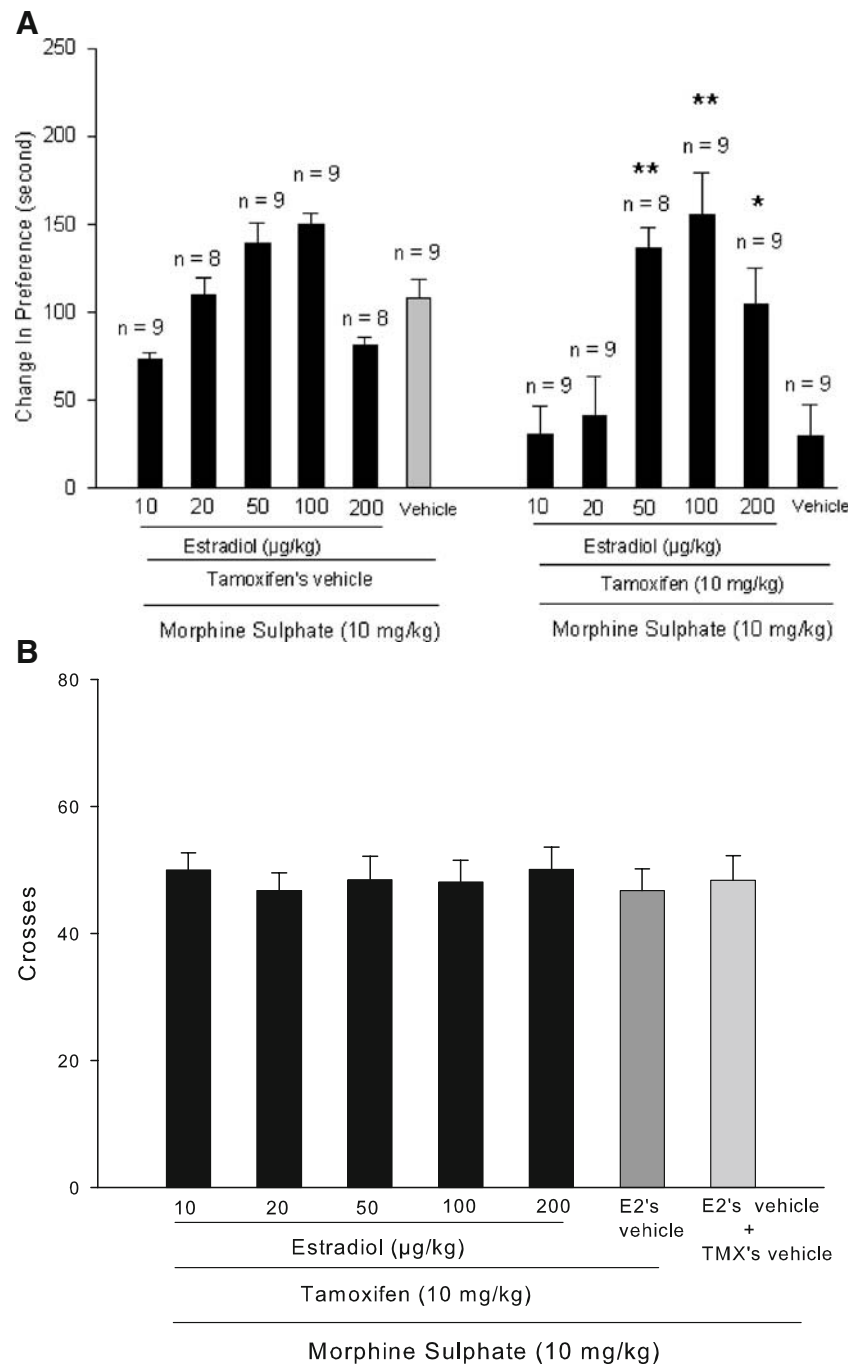 A
Change In Preference (second)
250
200
150
100
50
0
n = 9
n = 8
n = 9
n = 9
n = 8
n = 9
n = 9
n = 9
**
n = 8
**
n = 9
*
n = 9
n = 9
10 20 50 100 200 Vehicle
Estradiol (µg/kg)
Tamoxifen's vehicle
Morphine Sulphate (10 mg/kg)
10 20 50 100 200 Vehicle
Estradiol (µg/kg)
Tamoxifen (10 mg/kg)
Morphine Sulphate (10 mg/kg)
B
Crosses
80
60
40
20
0
10 20 50 100 200
E2's
vehicle
E2's vehicle
+
TMX's vehicle
Estradiol (µg/kg)
Tamoxifen (10 mg/kg)
Morphine Sulphate (10 mg/kg)